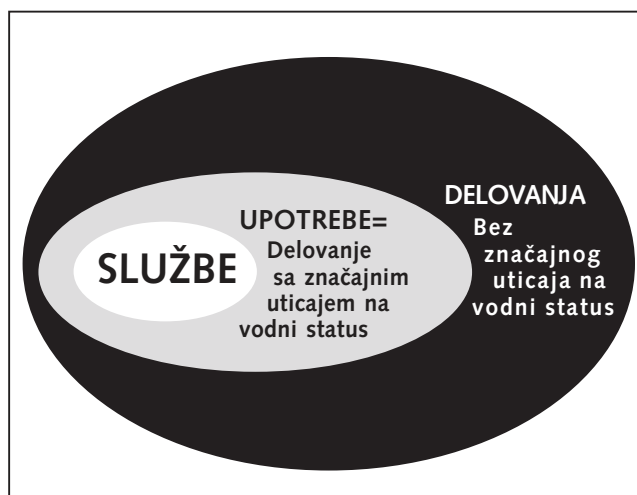 SLUŽBE
UPOTREBE=
Delovanje
sa značajnim
uticajem na
vodni status
DELOVANJA
Bez
značajnog
uticaja na
vodni status